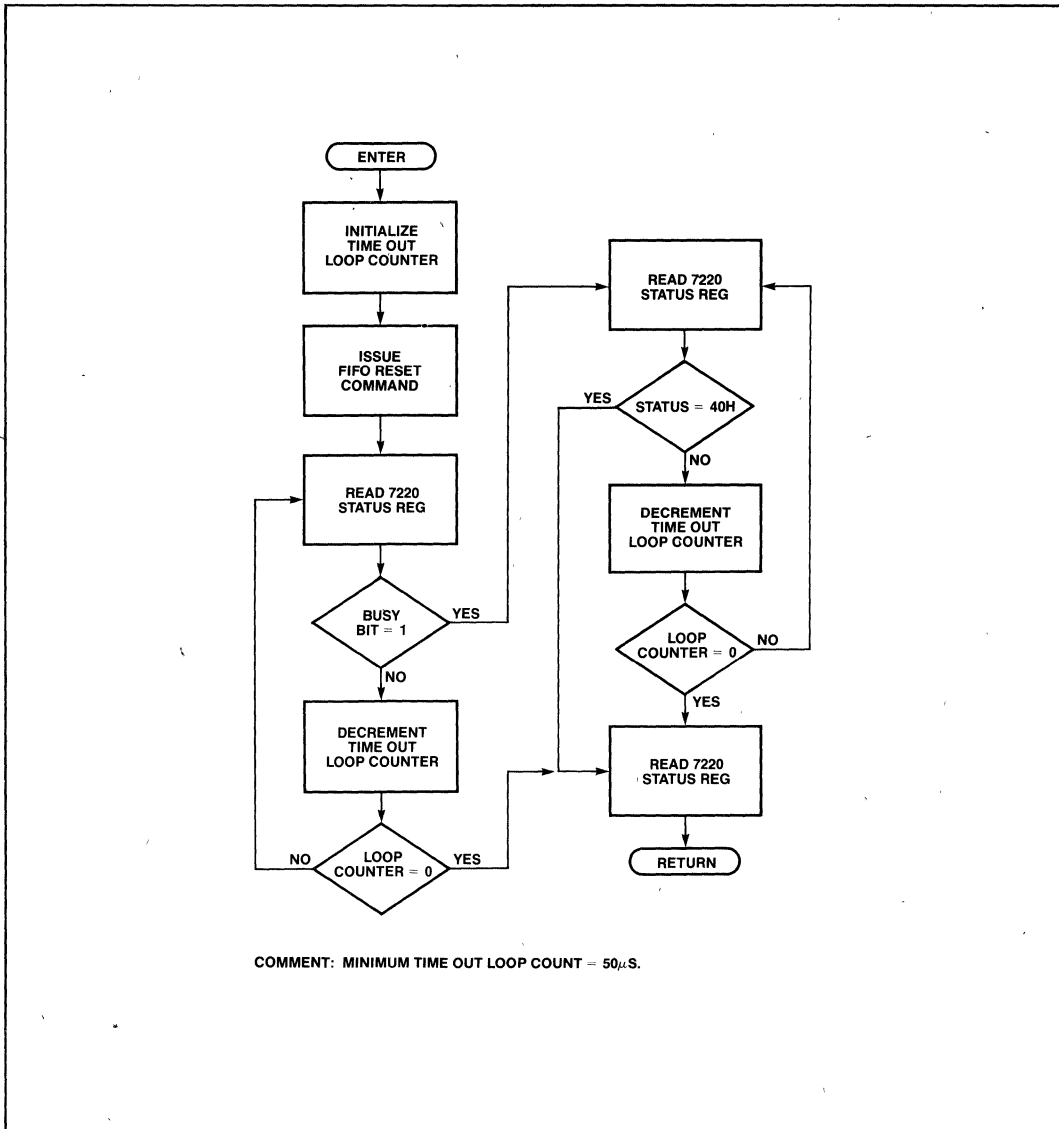 ENTER
INITIALIZE
TIME OUT
LOOP COUNTER
ISSUE
FIFO RESET
COMMAND
READ 7220
STATUS REG
BUSY
BIT = 1
YES
NO
DECREMENT
TIME OUT
LOOP COUNTER
LOOP
COUNTER = 0
NO
YES
READ 7220
STATUS REG
STATUS = 40H
YES
NO
DECREMENT
TIME OUT
LOOP COUNTER
LOOP
COUNTER = 0
NO
YES
READ 7220
STATUS REG
RETURN
COMMENT: MINIMUM TIME OUT LOOP COUNT = 50μS.